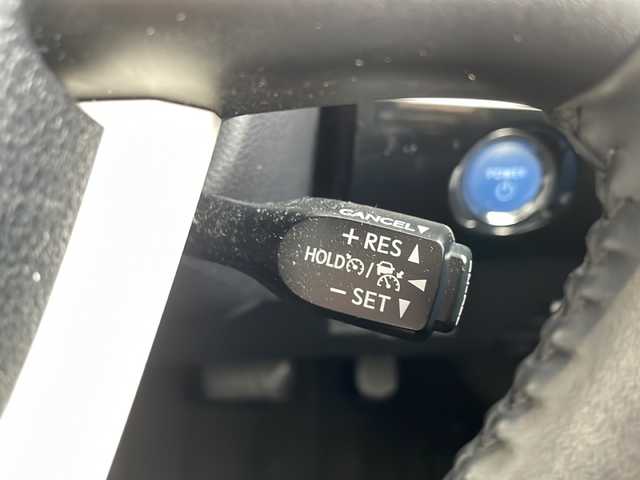 CANCEL▼
+ RES ▲
HOLD / ◀
− SET ▼
POWER